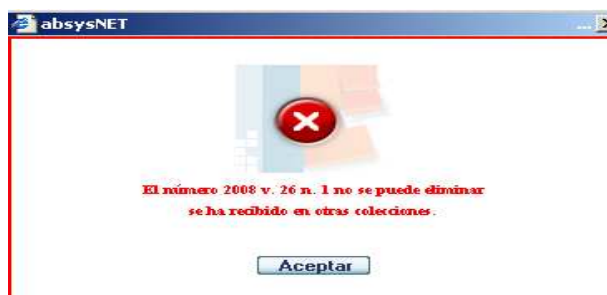 absysNET
El número 2008 v. 26 n. 1 no se puede eliminar
se ha recibido en otras colecciones.
Aceptar